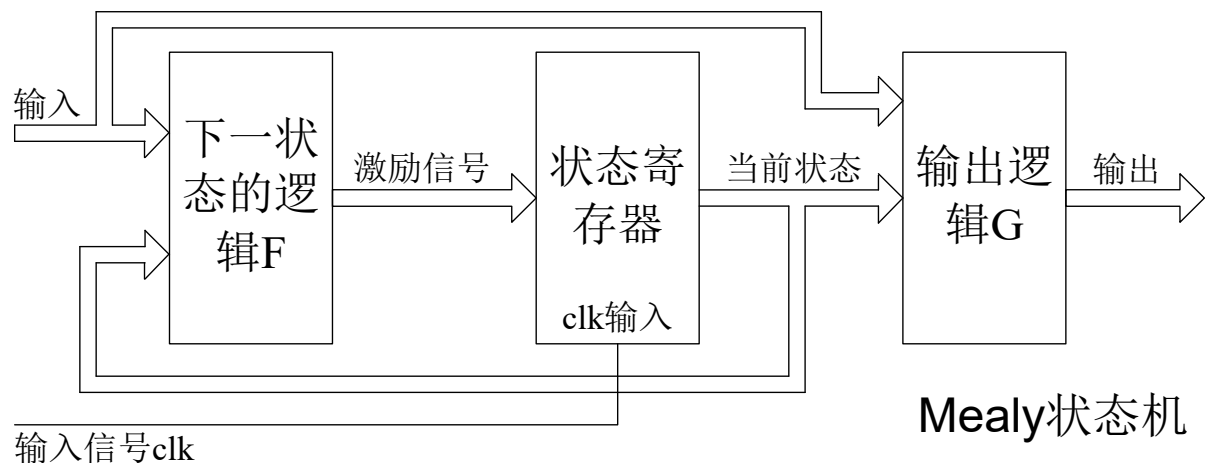 输入
下一状
态的逻
辑F
激励信号
状态寄
存器
clk输入
当前状态
输出逻
辑G
输出
输入信号clk
Mealy状态机